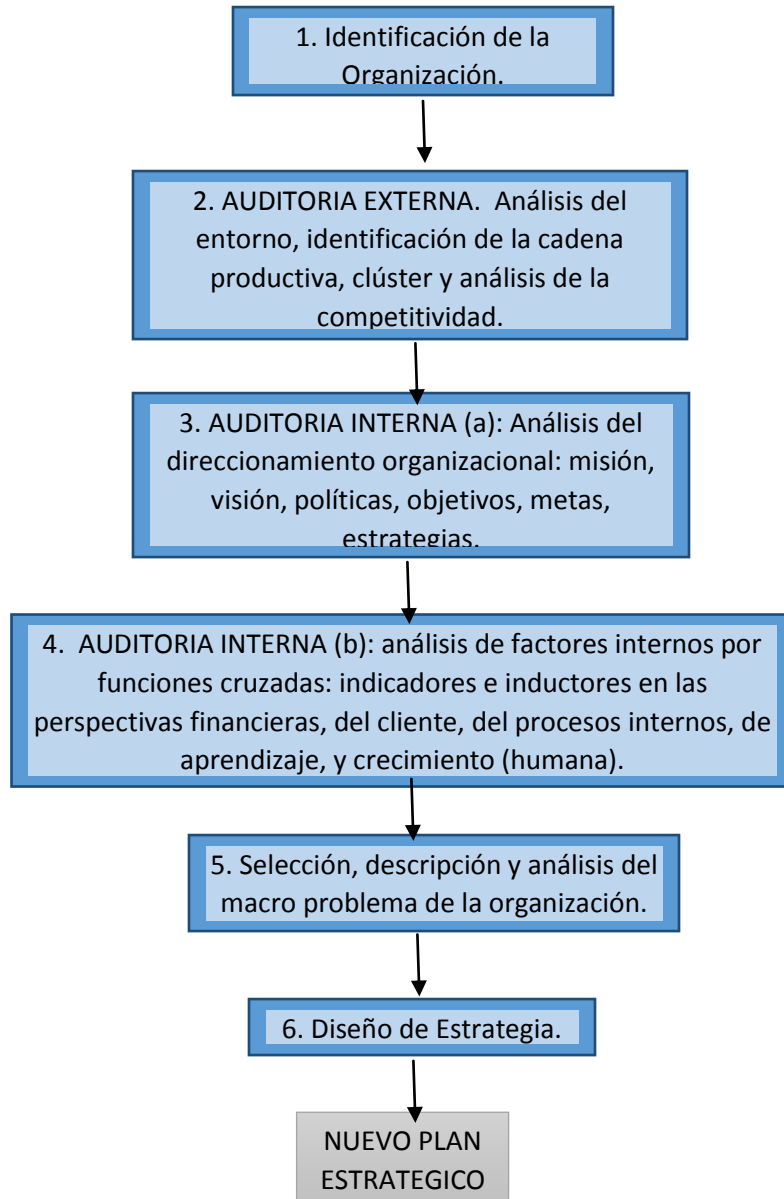 1. Identificación de la
Organización.
2. AUDITORIA EXTERNA.  Análisis del
entorno, identificación de la cadena
productiva, clúster y análisis de la
competitividad.
3. AUDITORIA INTERNA (a): Análisis del
direccionamiento organizacional: misión,
visión, políticas, objetivos, metas,
estrategias.
4.  AUDITORIA INTERNA (b): análisis de factores internos por
funciones cruzadas: indicadores e inductores en las
perspectivas financieras, del cliente, del procesos internos, de
aprendizaje, y crecimiento (humana).
5. Selección, descripción y análisis del
macro problema de la organización.
6. Diseño de Estrategia.
NUEVO PLAN
ESTRATEGICO